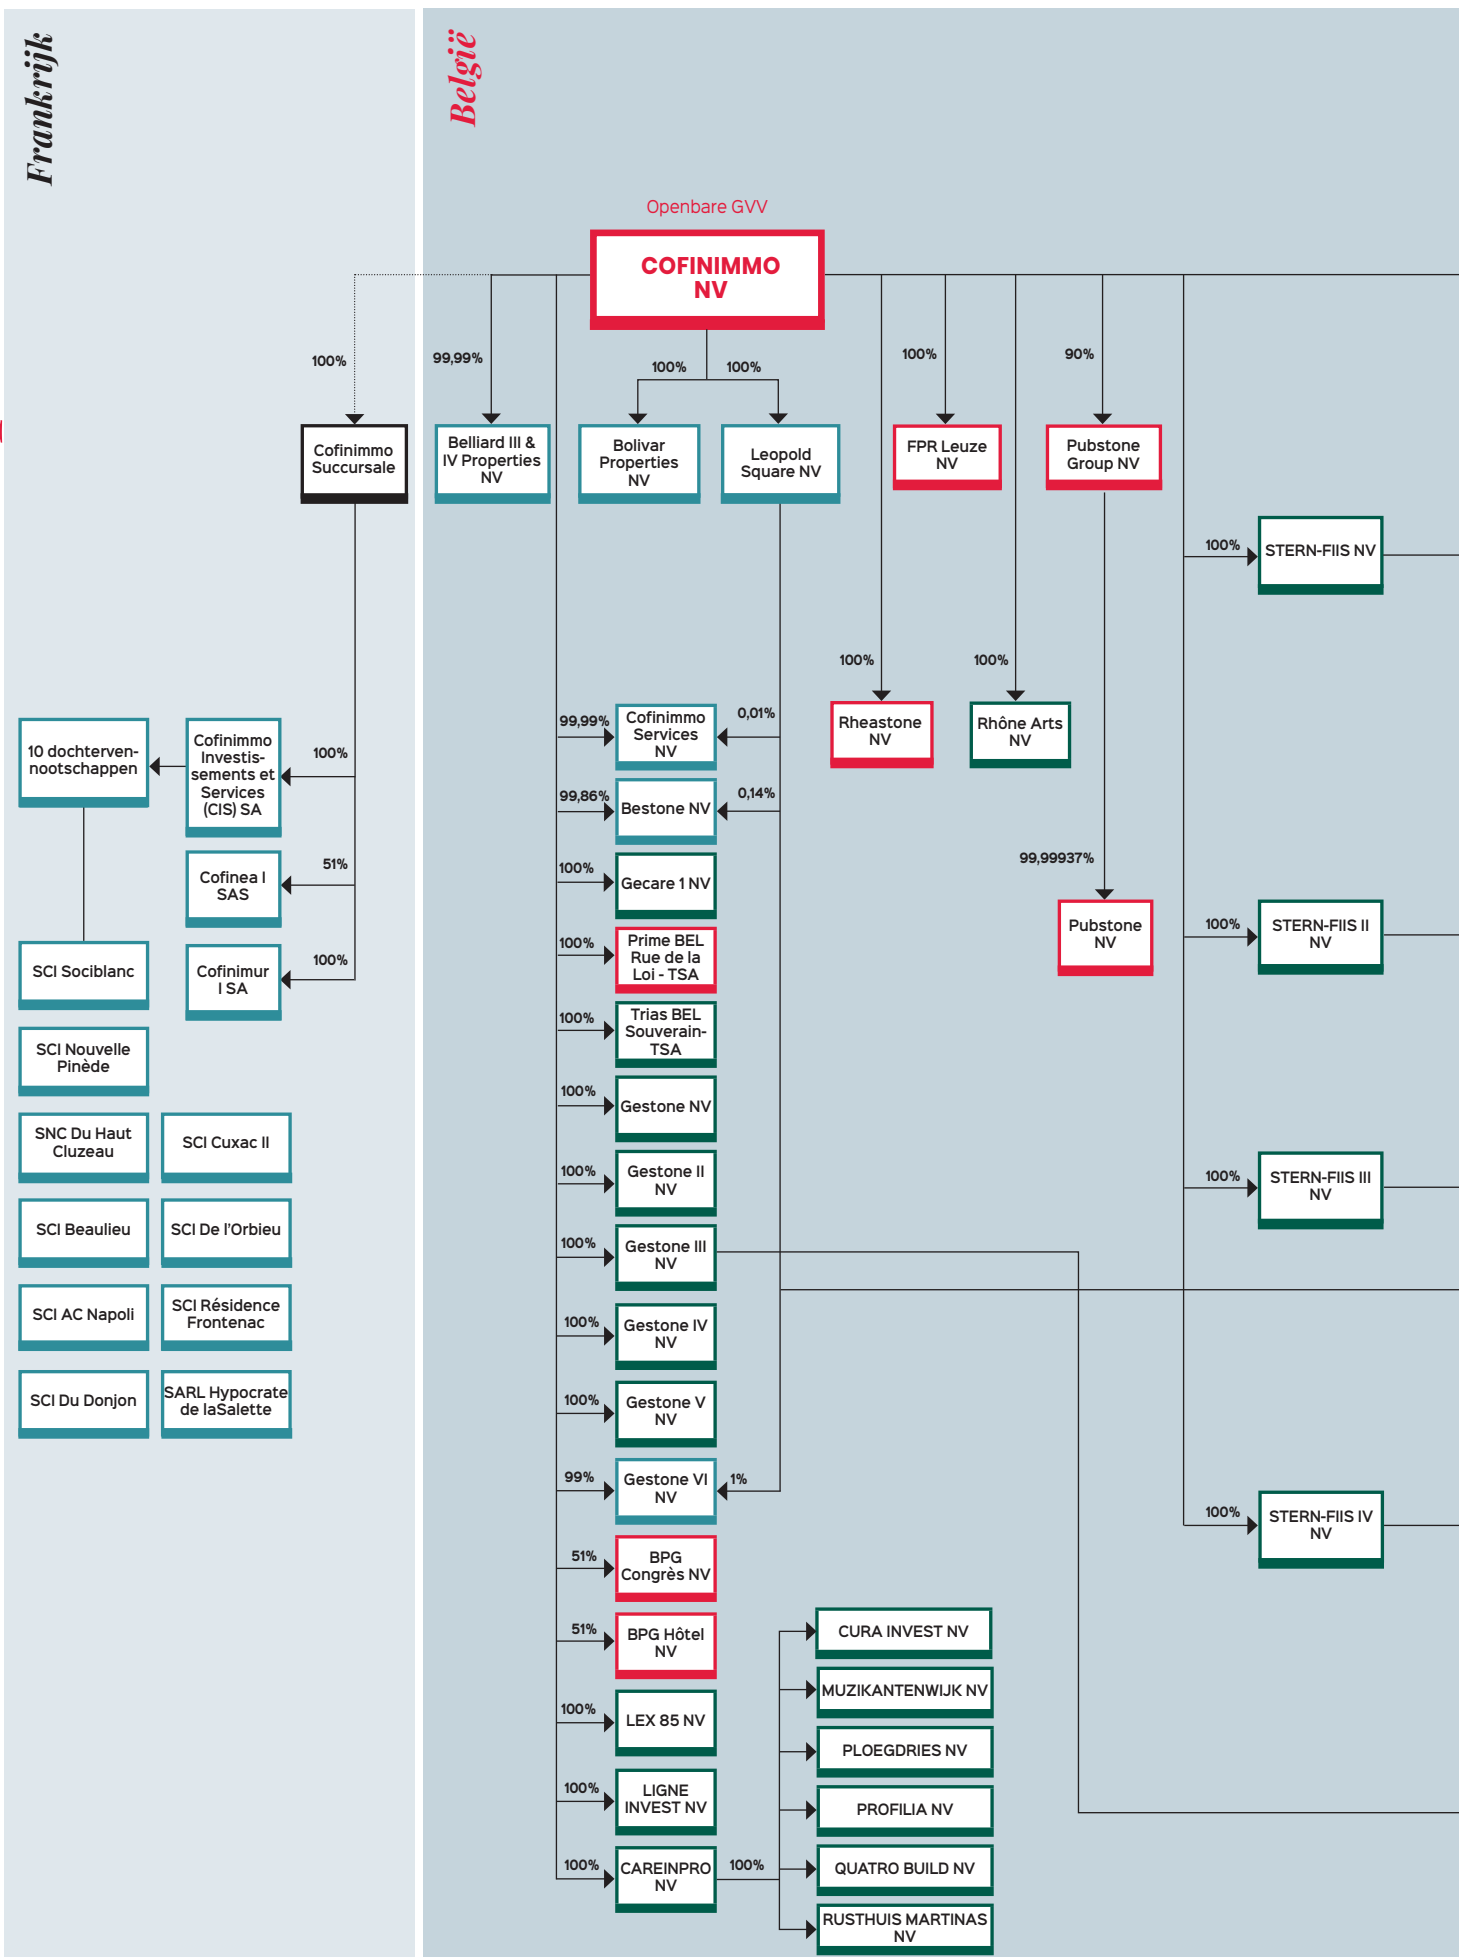 Frankrijk
België
Openbare GVV
COFINIMMO
NV
100%
99,99%
100%
100%
100%
90%
Cofinimmo
Succursale
Belliard III &
IV Properties
NV
Bolivar
Properties
NV
Leopold
Square NV
FPR Leuze
NV
Pubstone
Group NV
100%
STERN-FIIS NV
100%
100%
Rheastone
NV
Rhône Arts
NV
10 dochterven-
nootschappen
Cofinimmo
Investis-
sements et
Services
(CIS) SA
100%
99,99%
Cofinimmo
Services
NV
0,01%
99,86%
Bestone NV
0,14%
Cofinea I
SAS
51%
100%
Gecare 1 NV
99,99937%
Pubstone
NV
100%
STERN-FIIS II
NV
SCI Sociblanc
Cofinimur
I SA
100%
100%
Prime BEL
Rue de la
Loi - TSA
100%
Trias BEL
Souverain-
TSA
SCI Nouvelle
Pinède
100%
Gestone NV
SNC Du Haut
Cluzeau
SCI Cuxac II
100%
Gestone II
NV
100%
STERN-FIIS III
NV
SCI Beaulieu
SCI De l'Orbieu
100%
Gestone III
NV
SCI AC Napoli
SCI Résidence
Frontenac
100%
Gestone IV
NV
SCI Du Donjon
SARL Hypocrate
de laSalette
100%
Gestone V
NV
99%
Gestone VI
NV
1%
100%
STERN-FIIS IV
NV
51%
BPG
Congrès NV
51%
BPG Hôtel
NV
CURA INVEST NV
MUZIKANTENWIJK NV
100%
LEX 85 NV
PLOEGDRIES NV
100%
LIGNE
INVEST NV
PROFILIA NV
100%
CAREINPRO
NV
100%
QUATRO BUILD NV
RUSTHUIS MARTINAS
NV